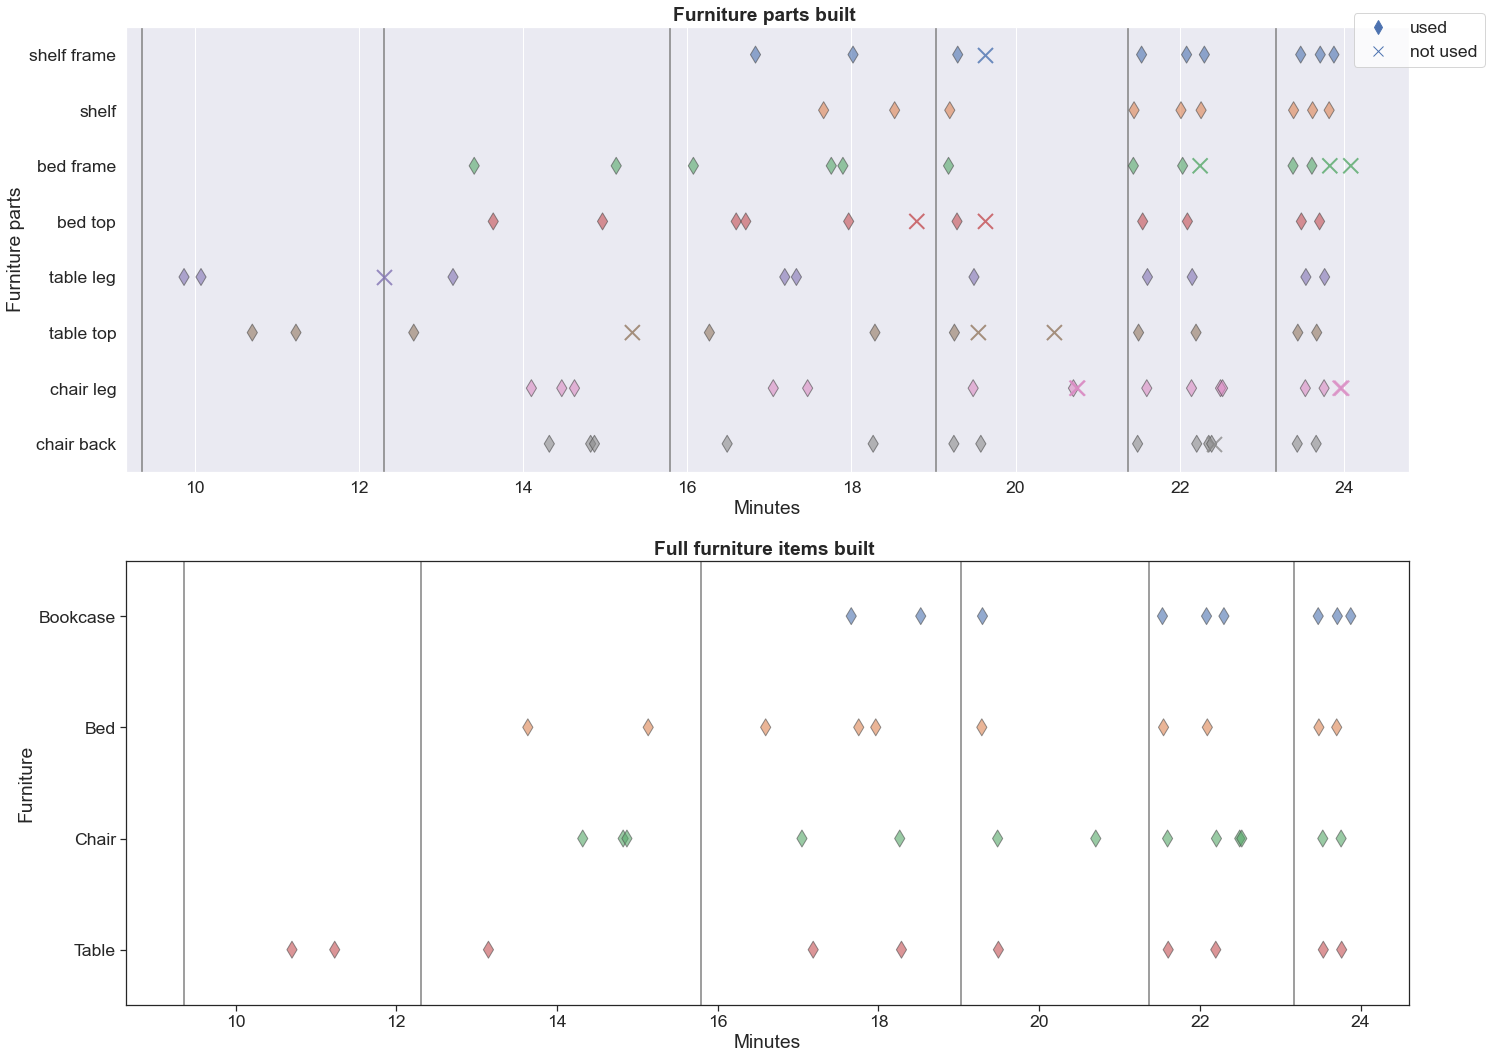 Furniture parts built
used
not used
Furniture parts
shelf frame
shelf
bed frame
bed top
table leg
table top
chair leg
chair back
10 12 14 16 18 20 22 24
Minutes
Full furniture items built
Furniture
Bookcase
Bed
Chair
Table
10 12 14 16 18 20 22 24
Minutes